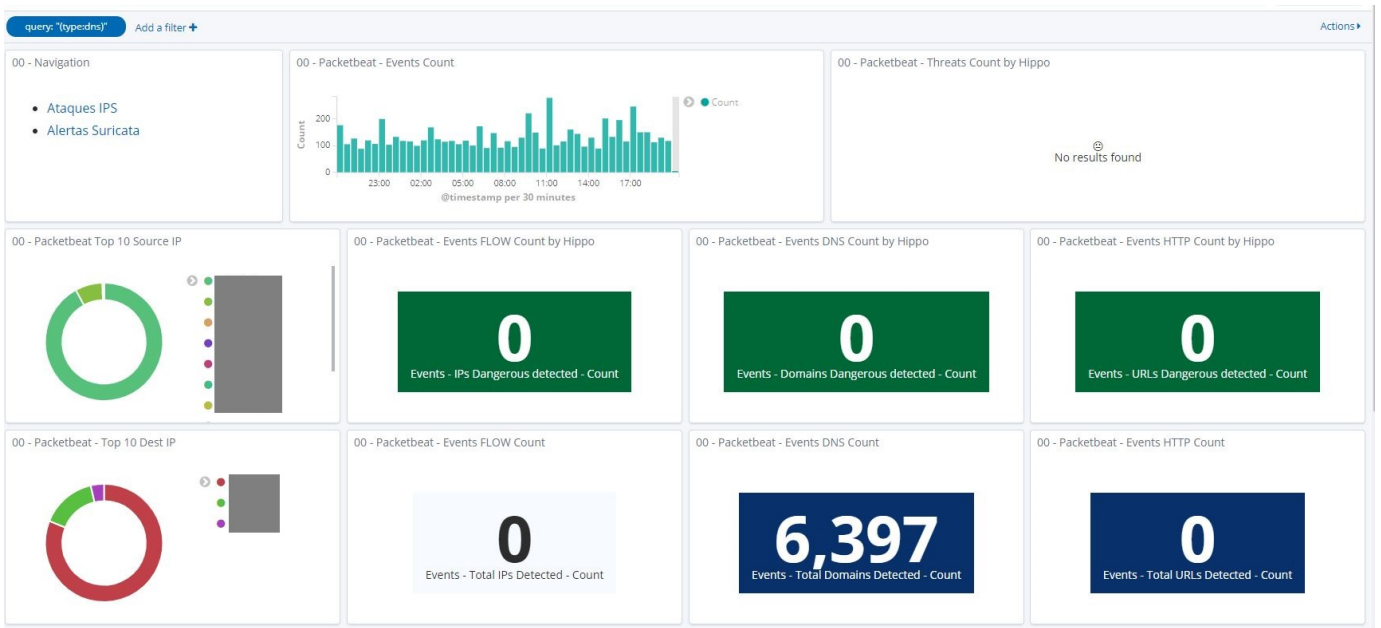 query: "(type:dns)"
Add a filter +
Actions
00 - Navigation
Ataques IPS
Alertas Suricata
00 - Packetbeat - Events Count
Count
200
100
0
23:00 02:00 05:00 08:00 11:00 14:00 17:00
@timestamp per 30 minutes
Count
00 - Packetbeat - Threats Count by Hippo
No results found
00 - Packetbeat Top 10 Source IP
00 - Packetbeat - Events FLOW Count by Hippo
0
Events - IPs Dangerous detected - Count
00 - Packetbeat - Events DNS Count by Hippo
0
Events - Domains Dangerous detected - Count
00 - Packetbeat - Events HTTP Count by Hippo
0
Events - URLs Dangerous detected - Count
00 - Packetbeat - Top 10 Dest IP
00 - Packetbeat - Events FLOW Count
0
Events - Total IPs Detected - Count
00 - Packetbeat - Events DNS Count
6,397
Events - Total Domains Detected - Count
00 - Packetbeat - Events HTTP Count
0
Events - Total URLs Detected - Count